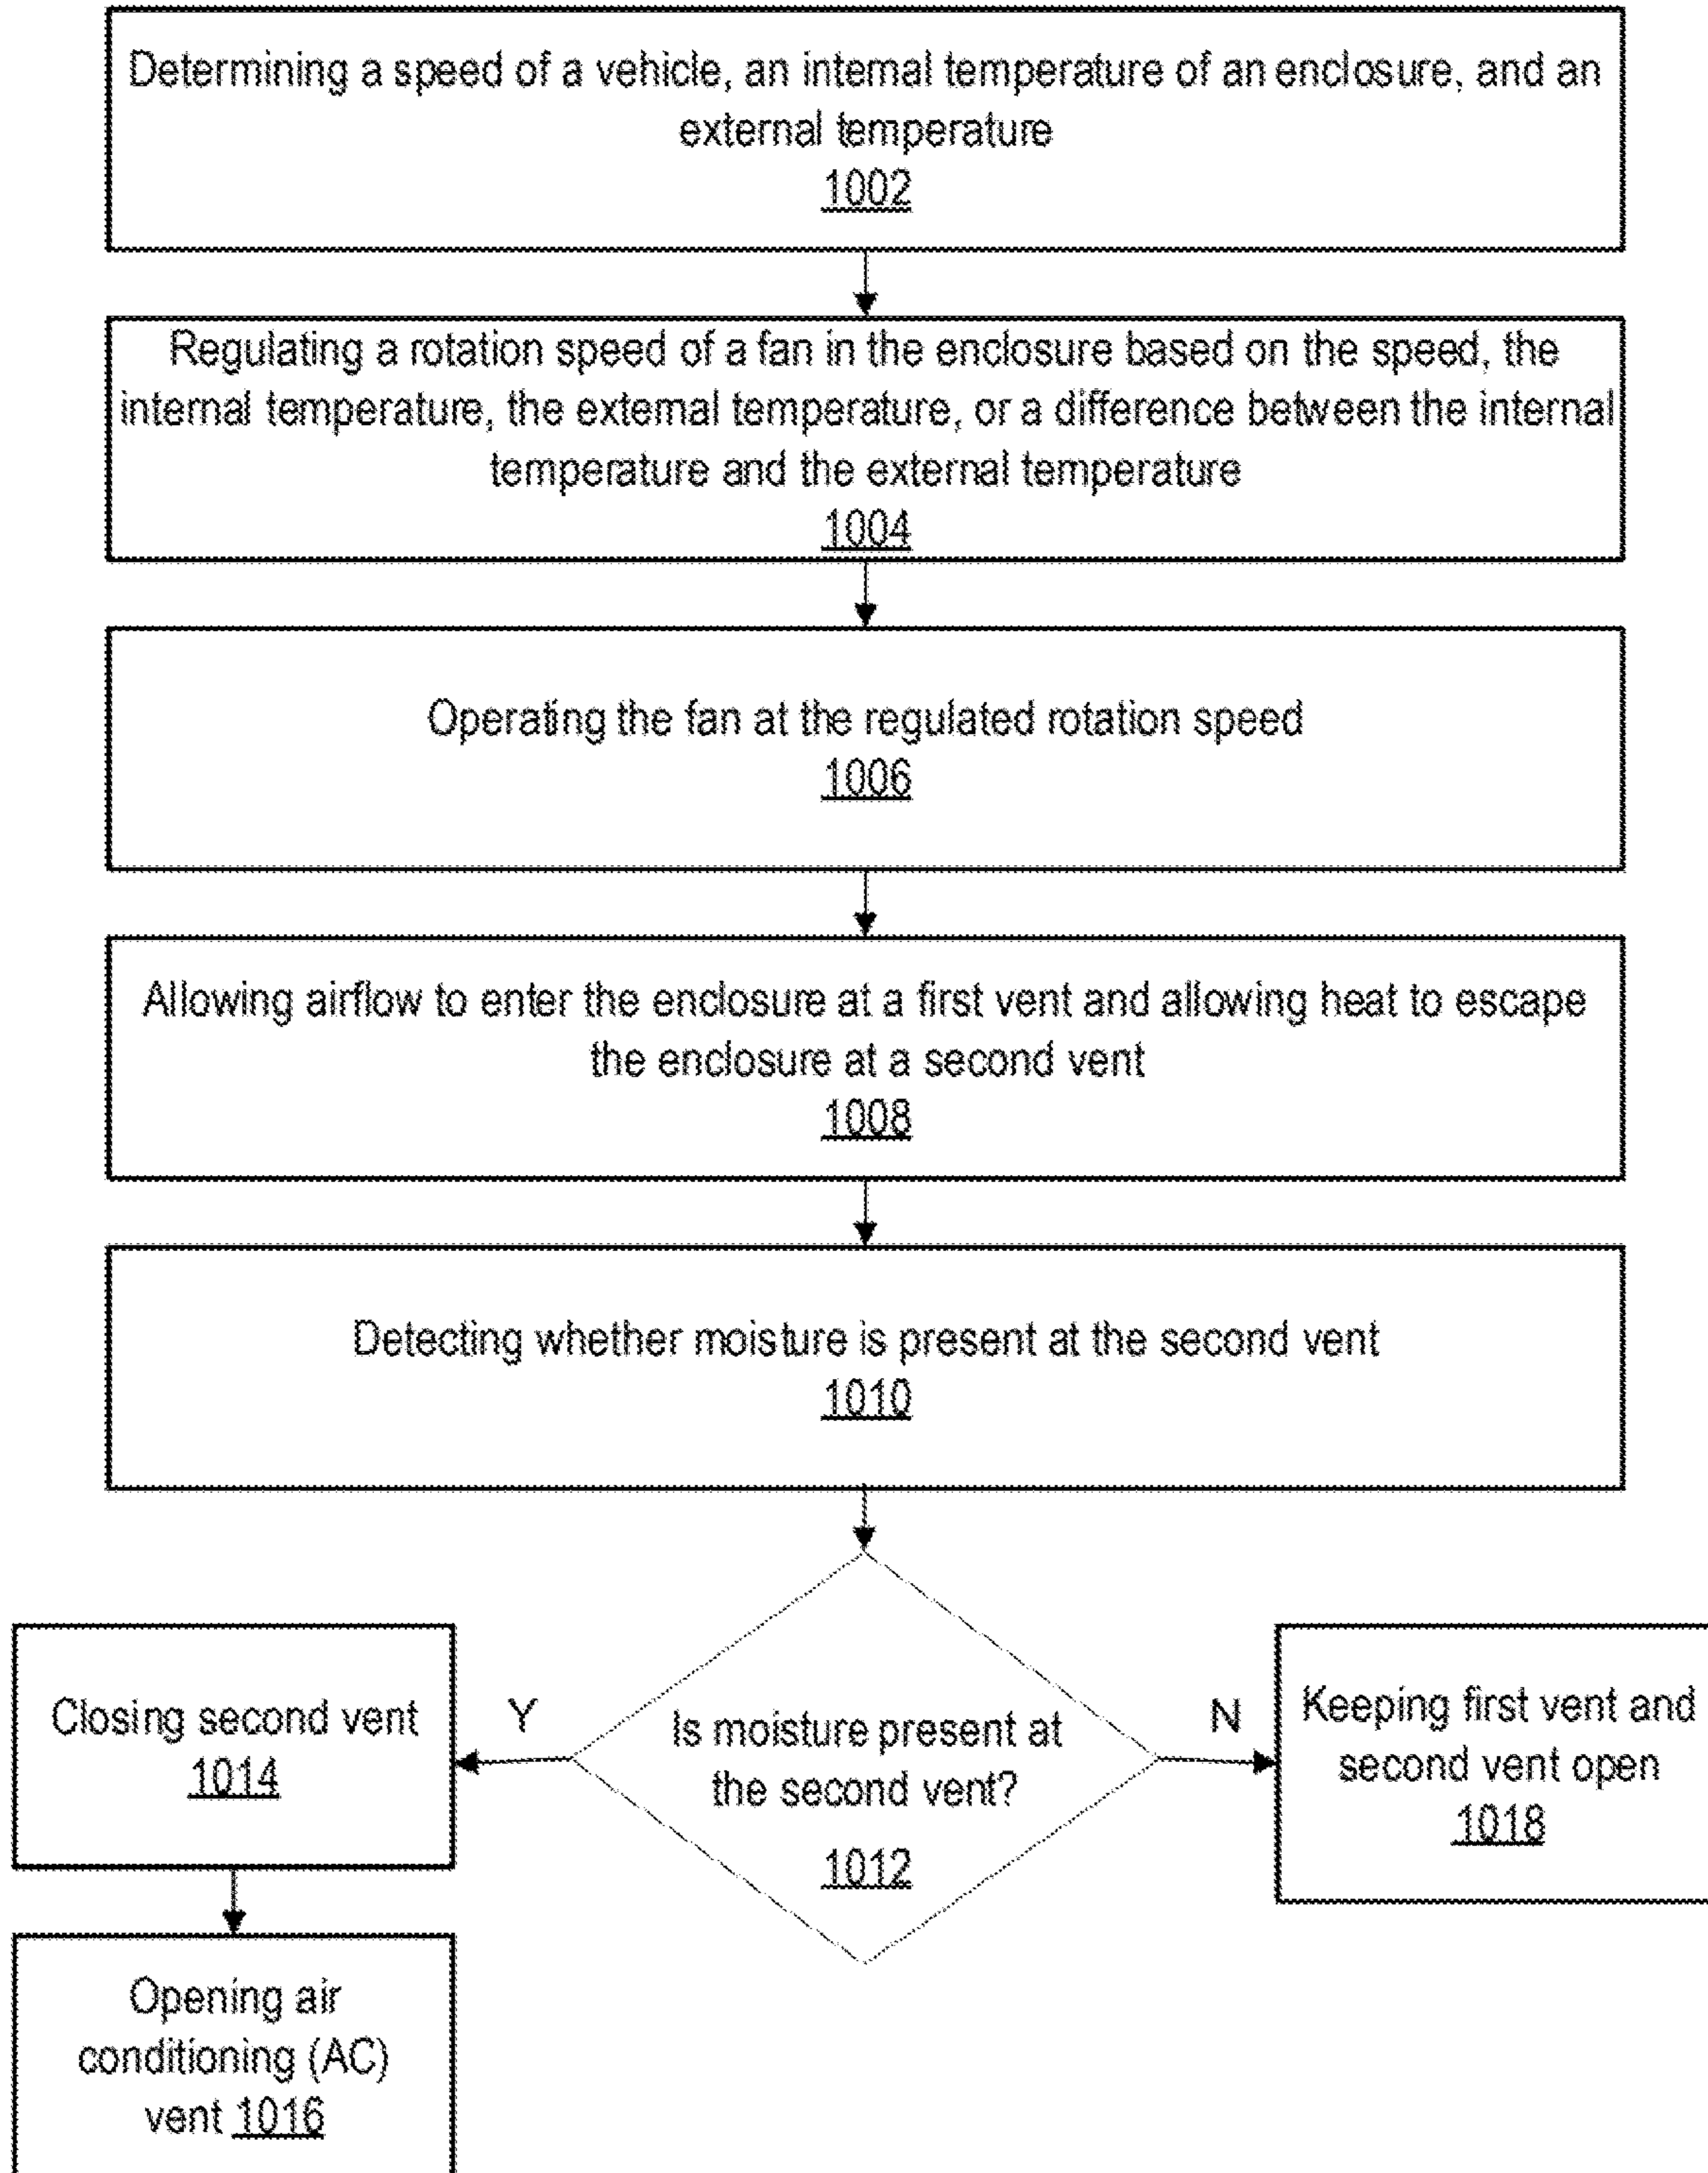 Determining a speed of a vehicle, an internal temperature of an enclosure, and an
external temperature
1002
Regulating a rotation speed of a fan in the enclosure based on the speed, the
internal temperature, the external temperature, or a difference between the internal
temperature and the external temperature
1004
Operating the fan at the regulated rotation speed
1006
Allowing airflow to enter the enclosure at a first vent and allowing heat to escape
the enclosure at a second vent
1008
Detecting whether moisture is present at the second vent
1010
Is moisture present at
the second vent?
1012
Y
Closing second vent
1014
Opening air
conditioning (AC)
vent 1016
N
Keeping first vent and
second vent open
1018